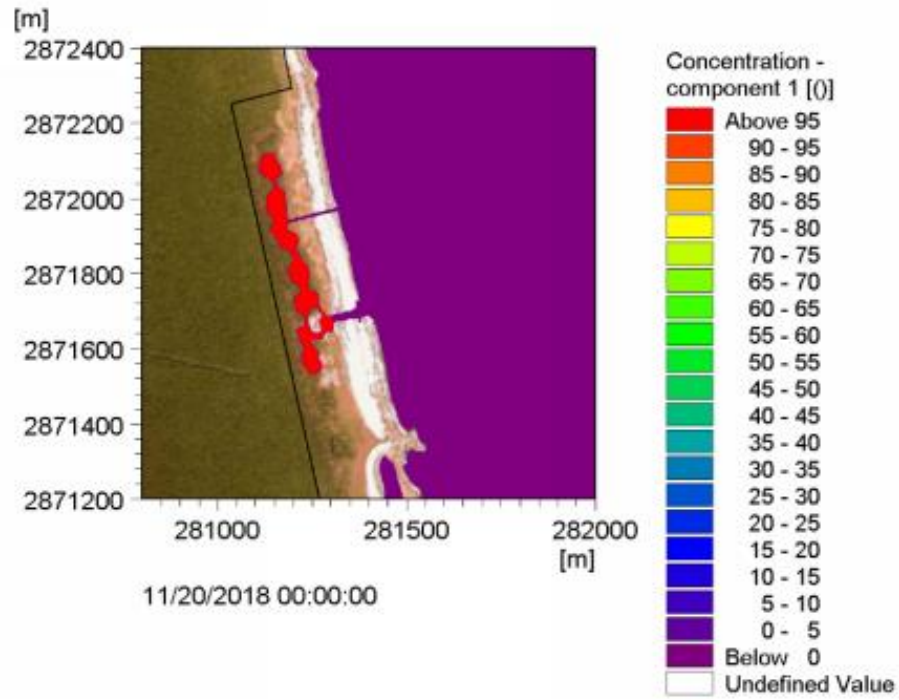 [m]
2872400
2872200
2872000
2871800
2871600
2871400
2871200
281000 281500 282000
[m]
11/20/2018 00:00:00
Concentration -
component 1 [()]
Above 95
90 - 95
85 - 90
80 - 85
75 - 80
70 - 75
65 - 70
60 - 65
55 - 60
50 - 55
45 - 50
40 - 45
35 - 40
30 - 35
25 - 30
20 - 25
15 - 20
10 - 15
5 - 10
0 - 5
Below 0
Undefined Value